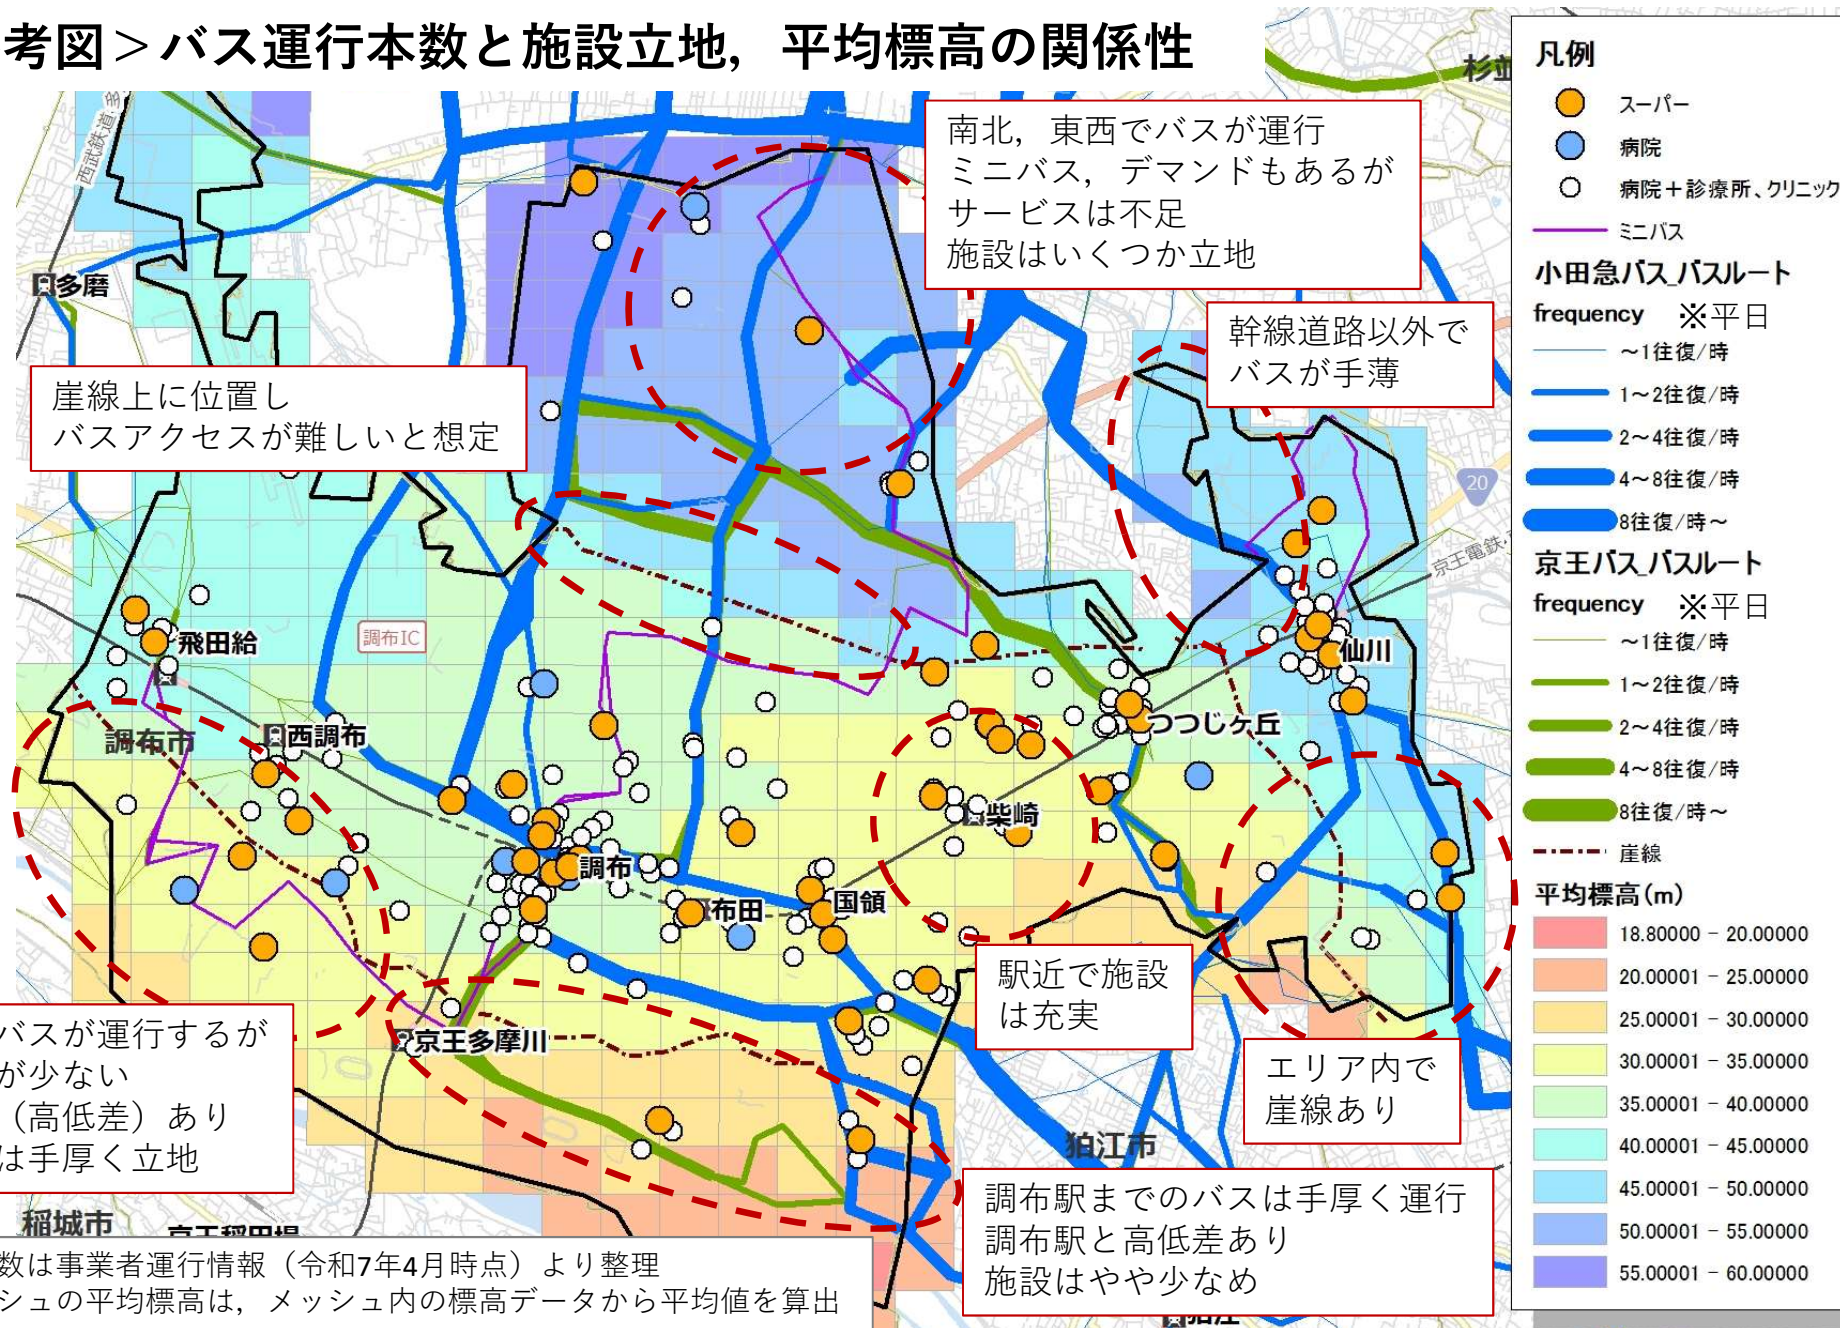 考図＞バス運行本数と施設立地，平均標高の関係性
南北，東西でバスが運行
ミニバス，デマンドもあるが
サービスは不足
施設はいくつか立地
幹線道路以外で
バスが手薄
崖線上に位置し
バスアクセスが難しいと想定
駅近で施設
は充実
エリア内で
崖線あり
バスが運行するが
が少ない
（高低差）あり
は手厚く立地
調布駅までのバスは手厚く運行
調布駅と高低差あり
施設はやや少なめ
数は事業者運行情報（令和7年4月時点）より整理
シュの平均標高は，メッシュ内の標高データから平均値を算出
西武鉄道・多
多磨
杉並
20
京王電鉄・
調布IC
飛田給
調布市
西調布
仙川
つつじヶ丘
柴崎
調布
布田
国領
京王多摩川
狛江市
稲城市
京王稲田堤
狛江
凡例
スーパー
病院
病院＋診療所、クリニック
ミニバス
小田急バス_バスルート
frequency ※平日
～1往復/時
1～2往復/時
2～4往復/時
4～8往復/時
8往復/時～
京王バス_バスルート
frequency ※平日
～1往復/時
1～2往復/時
2～4往復/時
4～8往復/時
8往復/時～
崖線
平均標高(m)
18.80000 - 20.00000
20.00001 - 25.00000
25.00001 - 30.00000
30.00001 - 35.00000
35.00001 - 40.00000
40.00001 - 45.00000
45.00001 - 50.00000
50.00001 - 55.00000
55.00001 - 60.00000